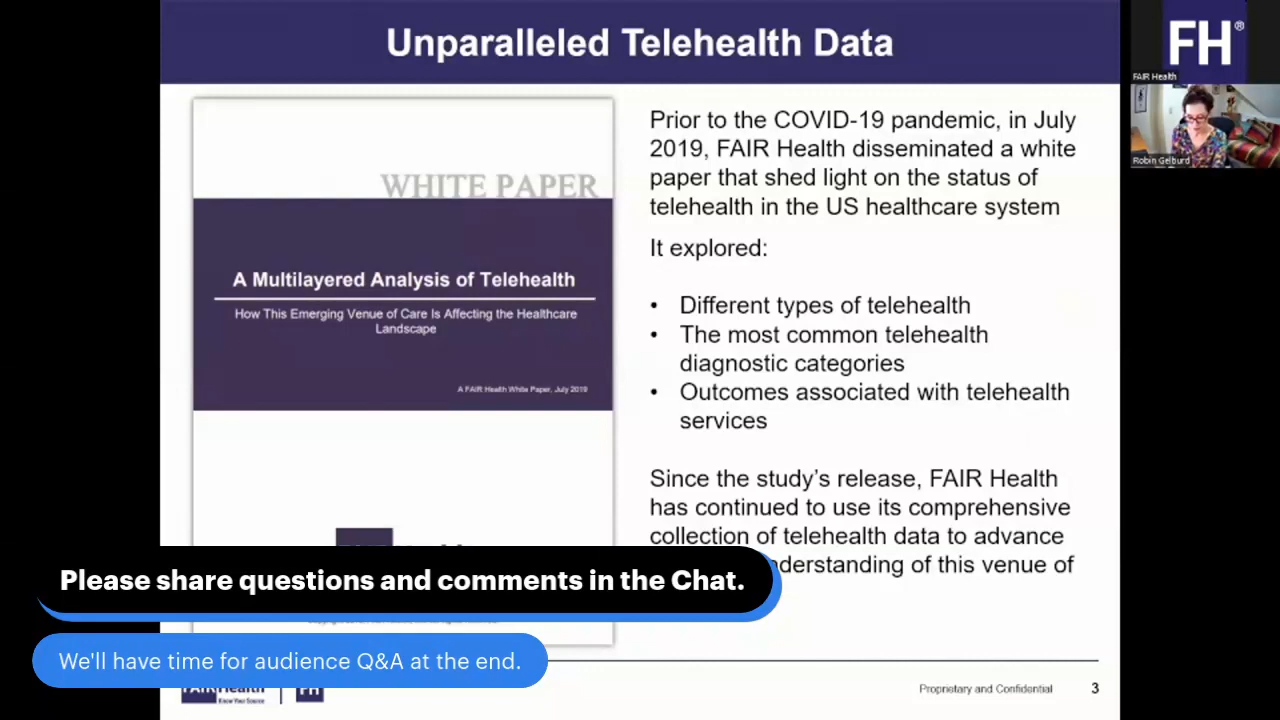 Unparalleled Telehealth Data
FH®
FAIR Health
Robin Gelburd
WHITE PAPER
A Multilayered Analysis of Telehealth
How This Emerging Venue of Care Is Affecting the Healthcare
Landscape
A FAIR Health White Paper, July 2019
Prior to the COVID-19 pandemic, in July
2019, FAIR Health disseminated a white
paper that shed light on the status of
telehealth in the US healthcare system
It explored:
• Different types of telehealth
• The most common telehealth
diagnostic categories
• Outcomes associated with telehealth
services
Since the study's release, FAIR Health
has continued to use its comprehensive
collection of telehealth data to advance
of this venue of
Please share questions and comments in the Chat.
We'll have time for audience Q&A at the end.
FAIR Health
Know Your Source
FH
Proprietary and Confidential
3